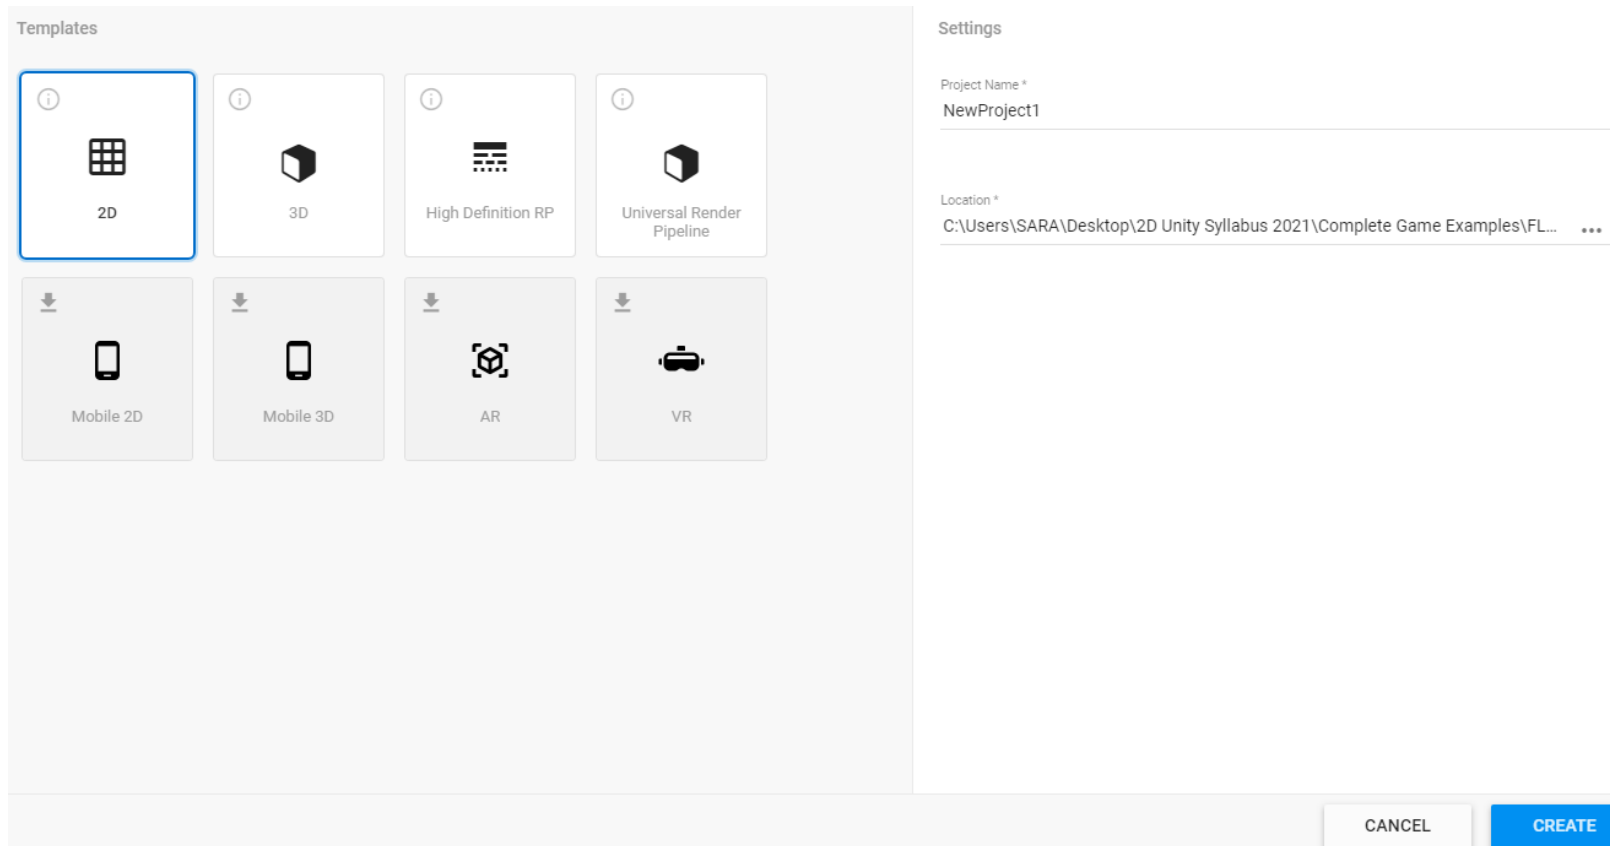 Templates
2D
3D
High Definition RP
Universal Render
Pipeline
Mobile 2D
Mobile 3D
AR
VR
Settings
Project Name *
NewProject1
Location *
C:\Users\SARA\Desktop\2D Unity Syllabus 2021\Complete Game Examples\FL...
CANCEL
CREATE